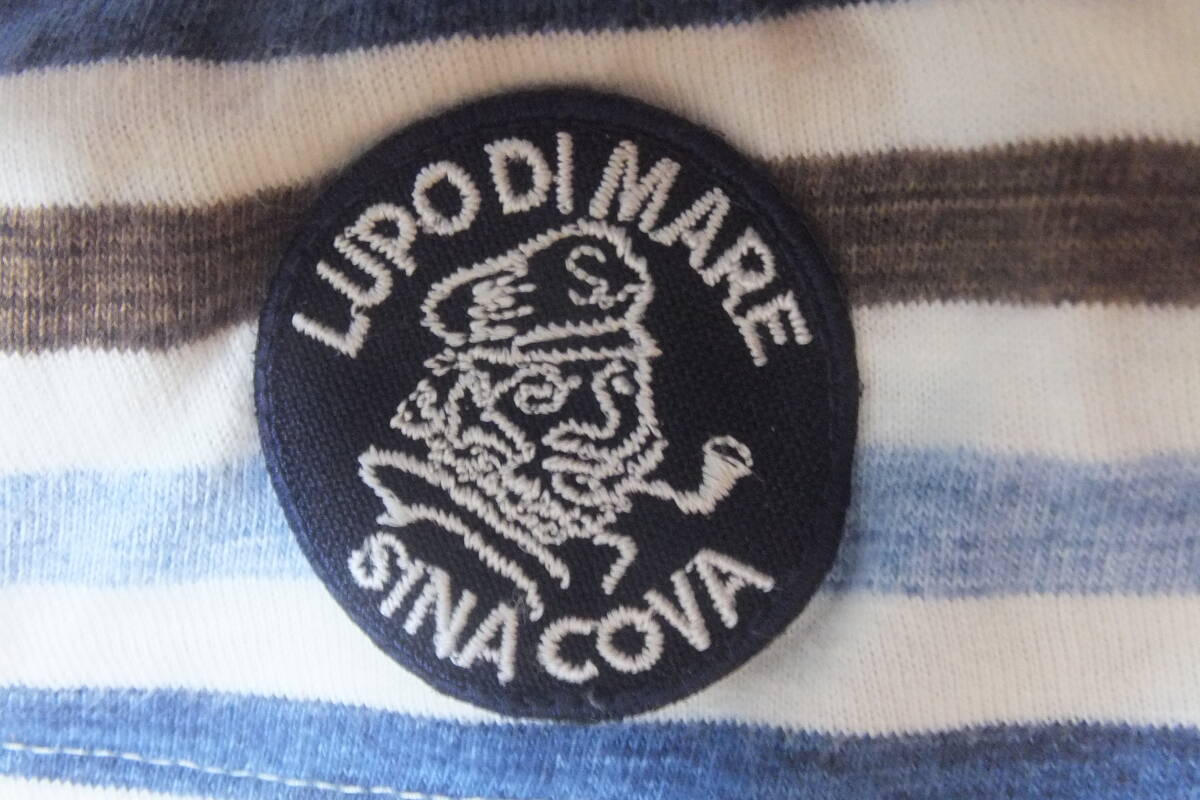 LUPO DI MARE
S
SINA COVA